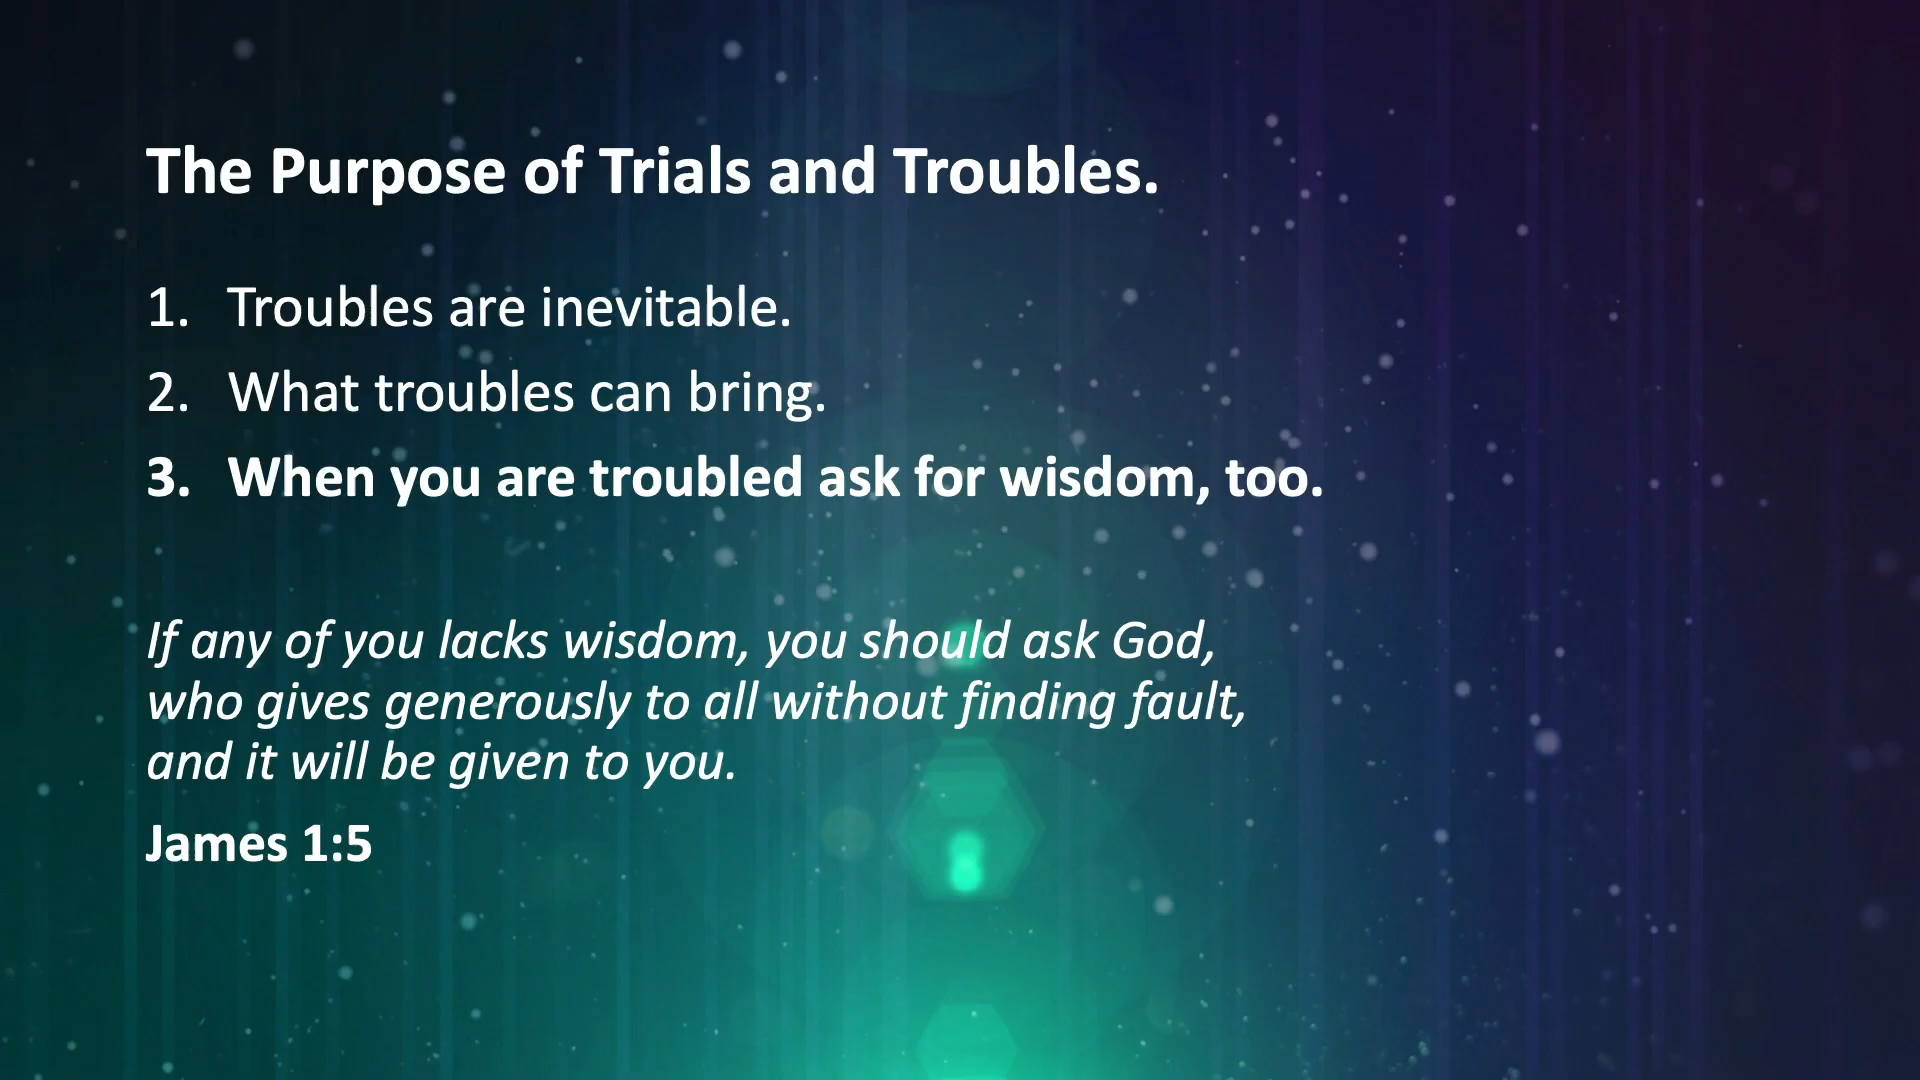 The Purpose of Trials and Troubles.
1. Troubles are inevitable.
2. What troubles can bring.
3. When you are troubled ask for wisdom, too.
If any of you lacks wisdom, you should ask God,
who gives generously to all without finding fault,
and it will be given to you.
James 1:5